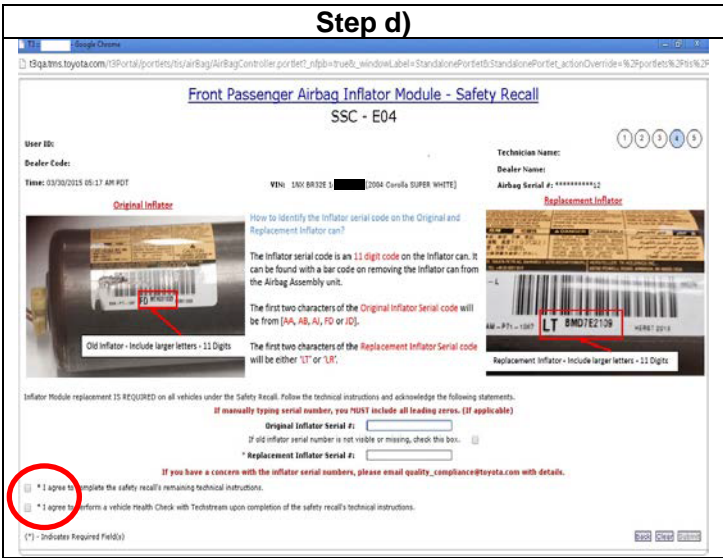 Step d)
T3 : - Google Chrome
t3qa.tms.toyota.com/t3Portal/portlets/tis/airBag/AirBagController.portlet?_nfpb=true&_windowLabel=StandalonePortlet&StandalonePortlet_actionOverride=%2Fportlets%2Ftis%2F
Front Passenger Airbag Inflator Module - Safety Recall
SSC - E04
1 2 3 4 5
User ID:
Technician Name:
Dealer Code:
Dealer Name:
Time: 03/30/2015 05:17 AM PDT
VIN: 1NX BR32E 1 [2004 Corolla SUPER WHITE]
Airbag Serial #: **********12
Original Inflator
Replacement Inflator
How to Identify the Inflator serial code on the Original and
Replacement Inflator can?
The Inflator serial code is an 11 digit code on the Inflator can. It
can be found with a bar code on removing the Inflator can from
the Airbag Assembly unit.
The first two characters of the Original Inflator Serial code will
be from [AA, AB, AJ, FD or JD].
The first two characters of the Replacement Inflator Serial code
will be either 'LT' or 'LR'.
FD
Old Inflator - Include larger letters - 11 Digits
DANGER
LT 8MD7E2109
Replacement Inflator - Include larger letters - 11 Digits
Inflator Module replacement IS REQUIRED on all vehicles under the Safety Recall. Follow the technical instructions and acknowledge the following statements.
If manually typing serial number, you MUST include all leading zeros. (If applicable)
Original Inflator Serial #:
If old inflator serial number is not visible or missing, check this box.
* Replacement Inflator Serial #:
If you have a concern with the inflator serial numbers, please email quality_compliance@toyota.com with details.
* I agree to complete the safety recall's remaining technical instructions.
* I agree to perform a vehicle Health Check with Techstream upon completion of the safety recall's technical instructions.
(*) - Indicates Required Field(s)
back Clear Submit